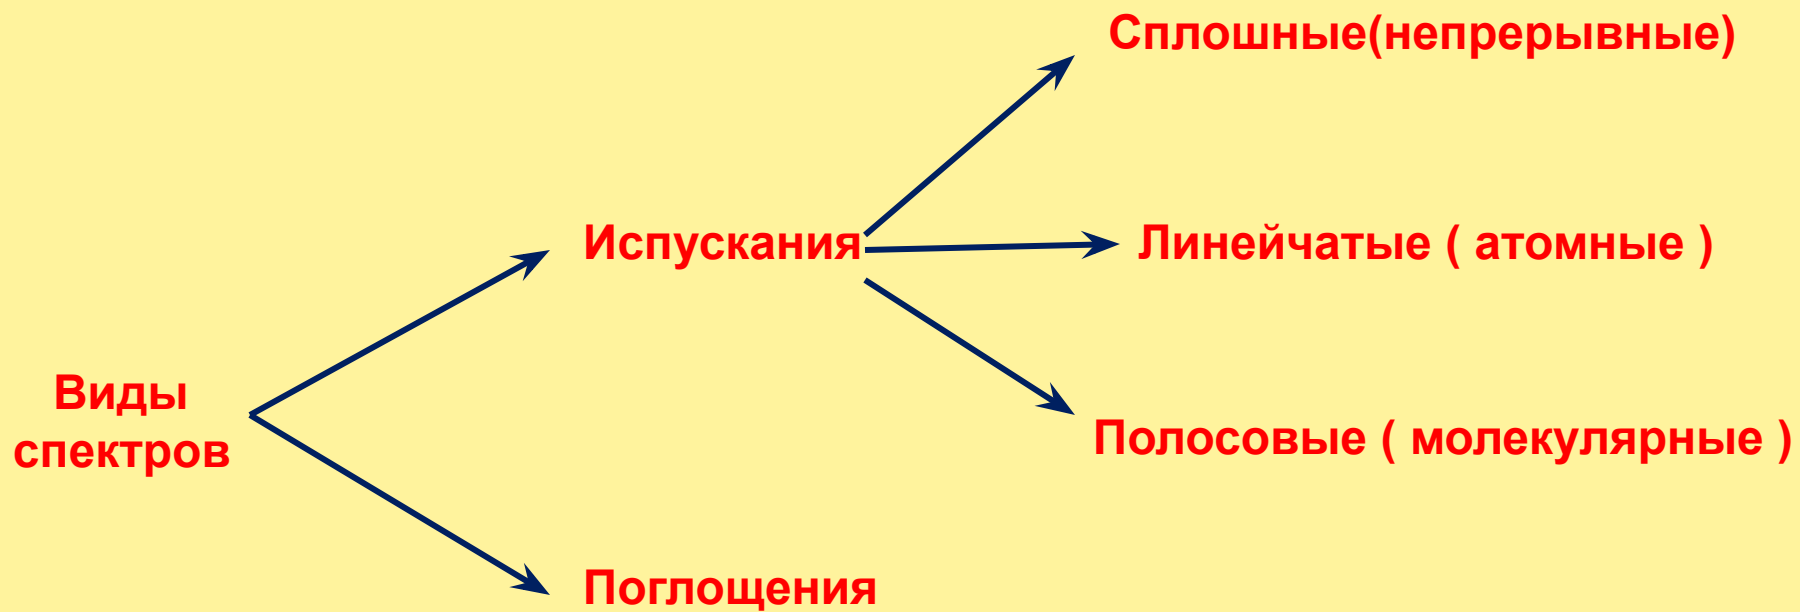 Сплошные(непрерывные)
Испускания
Линейчатые ( атомные )
Виды
спектров
Полосовые ( молекулярные )
Поглощения